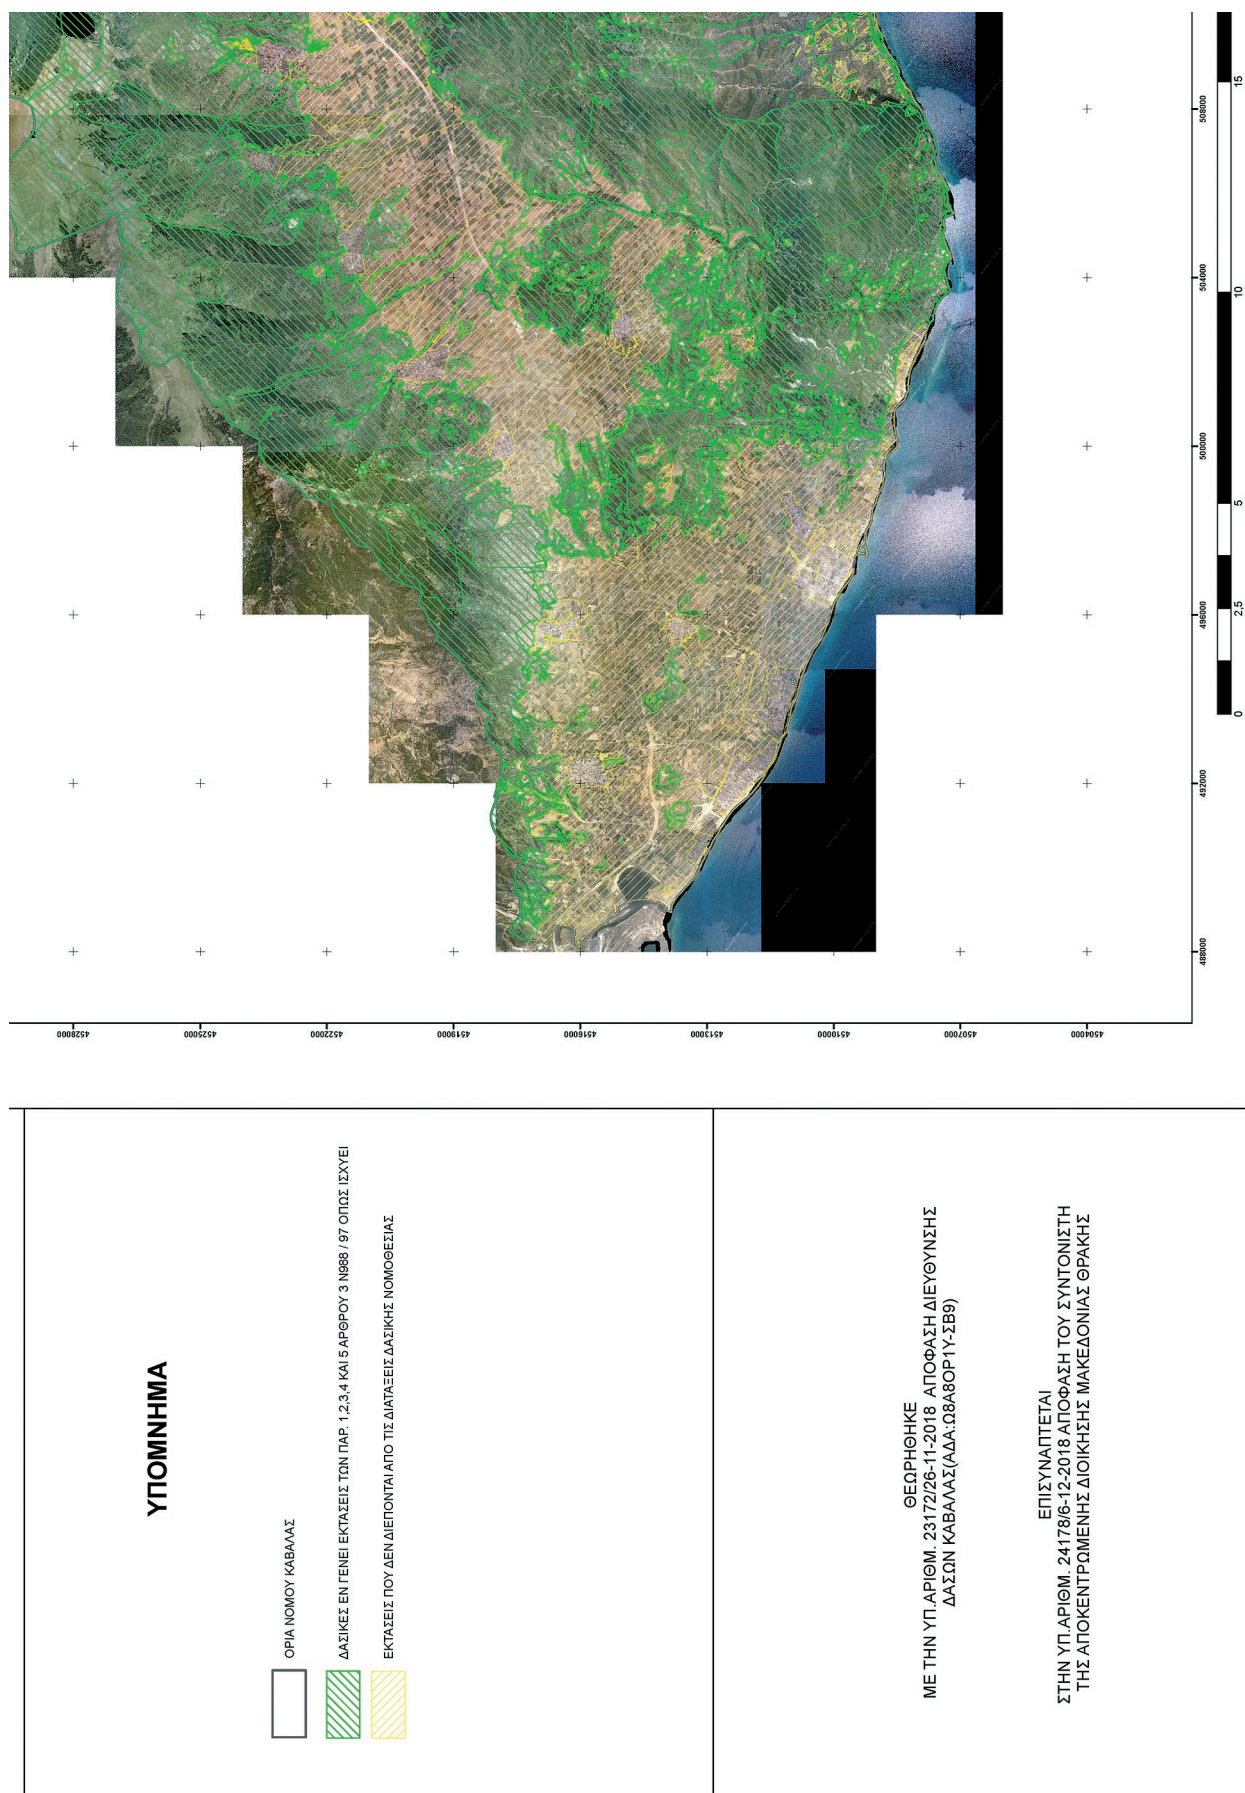 508000
504000
500000
496000
492000
488000
15
10
5
2,5
0
4528000
4525000
4522000
4519000
4516000
4513000
4510000
4507000
4504000
ΥΠΟΜΝΗΜΑ
ΟΡΙΑ ΝΟΜΟΥ ΚΑΒΑΛΑΣ
ΔΑΣΙΚΕΣ ΕΝ ΓΕΝΕΙ ΕΚΤΑΣΕΙΣ ΤΩΝ ΠΑΡ. 1,2,3,4 ΚΑΙ 5 ΑΡΘΡΟΥ 3 Ν988 / 97 ΟΠΩΣ ΙΣΧΥΕΙ
ΕΚΤΑΣΕΙΣ ΠΟΥ ΔΕΝ ΔΙΕΠΟΝΤΑΙ ΑΠΟ ΤΙΣ ΔΙΑΤΑΞΕΙΣ ΔΑΣΙΚΗΣ ΝΟΜΟΘΕΣΙΑΣ
ΘΕΩΡΗΘΗΚΕ
ΜΕ ΤΗΝ ΥΠ.ΑΡΙΘΜ. 23172/26-11-2018 ΑΠΟΦΑΣΗ ΔΙΕΥΘΥΝΣΗΣ
ΔΑΣΩΝ ΚΑΒΑΛΑΣ(ΑΔΑ:Ω8Α8ΟΡ1Υ-ΣΒ9)
ΕΠΙΣΥΝΑΠΤΕΤΑΙ
ΣΤΗΝ ΥΠ.ΑΡΙΘΜ. 24178/6-12-2018 ΑΠΟΦΑΣΗ ΤΟΥ ΣΥΝΤΟΝΙΣΤΗ
ΤΗΣ ΑΠΟΚΕΝΤΡΩΜΕΝΗΣ ΔΙΟΙΚΗΣΗΣ ΜΑΚΕΔΟΝΙΑΣ ΘΡΑΚΗΣ